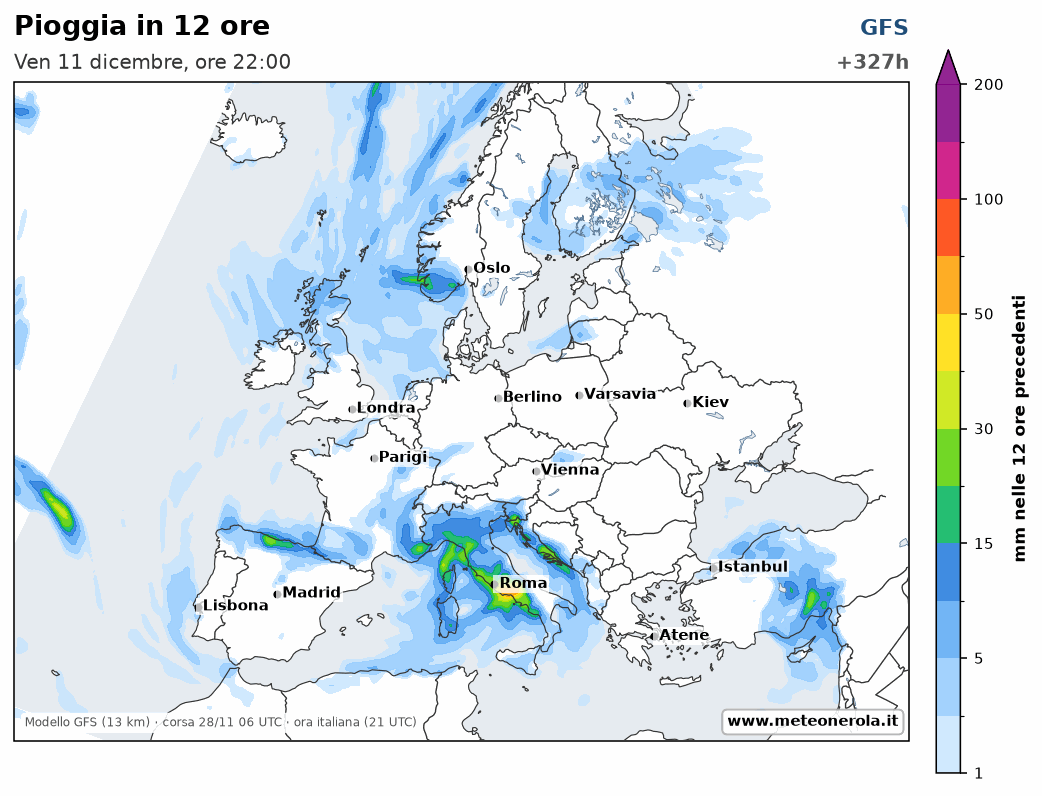 Pioggia in 12 ore
GFS
Ven 11 dicembre, ore 22:00
+327h
200
100
50
30
15
5
1
mm nelle 12 ore precedenti
Oslo
Berlino
Varsavia
Kiev
Londra
Parigi
Vienna
Istanbul
Roma
Madrid
Lisbona
Atene
Modello GFS (13 km) · corsa 28/11 06 UTC · ora italiana (21 UTC)
www.meteonerola.it